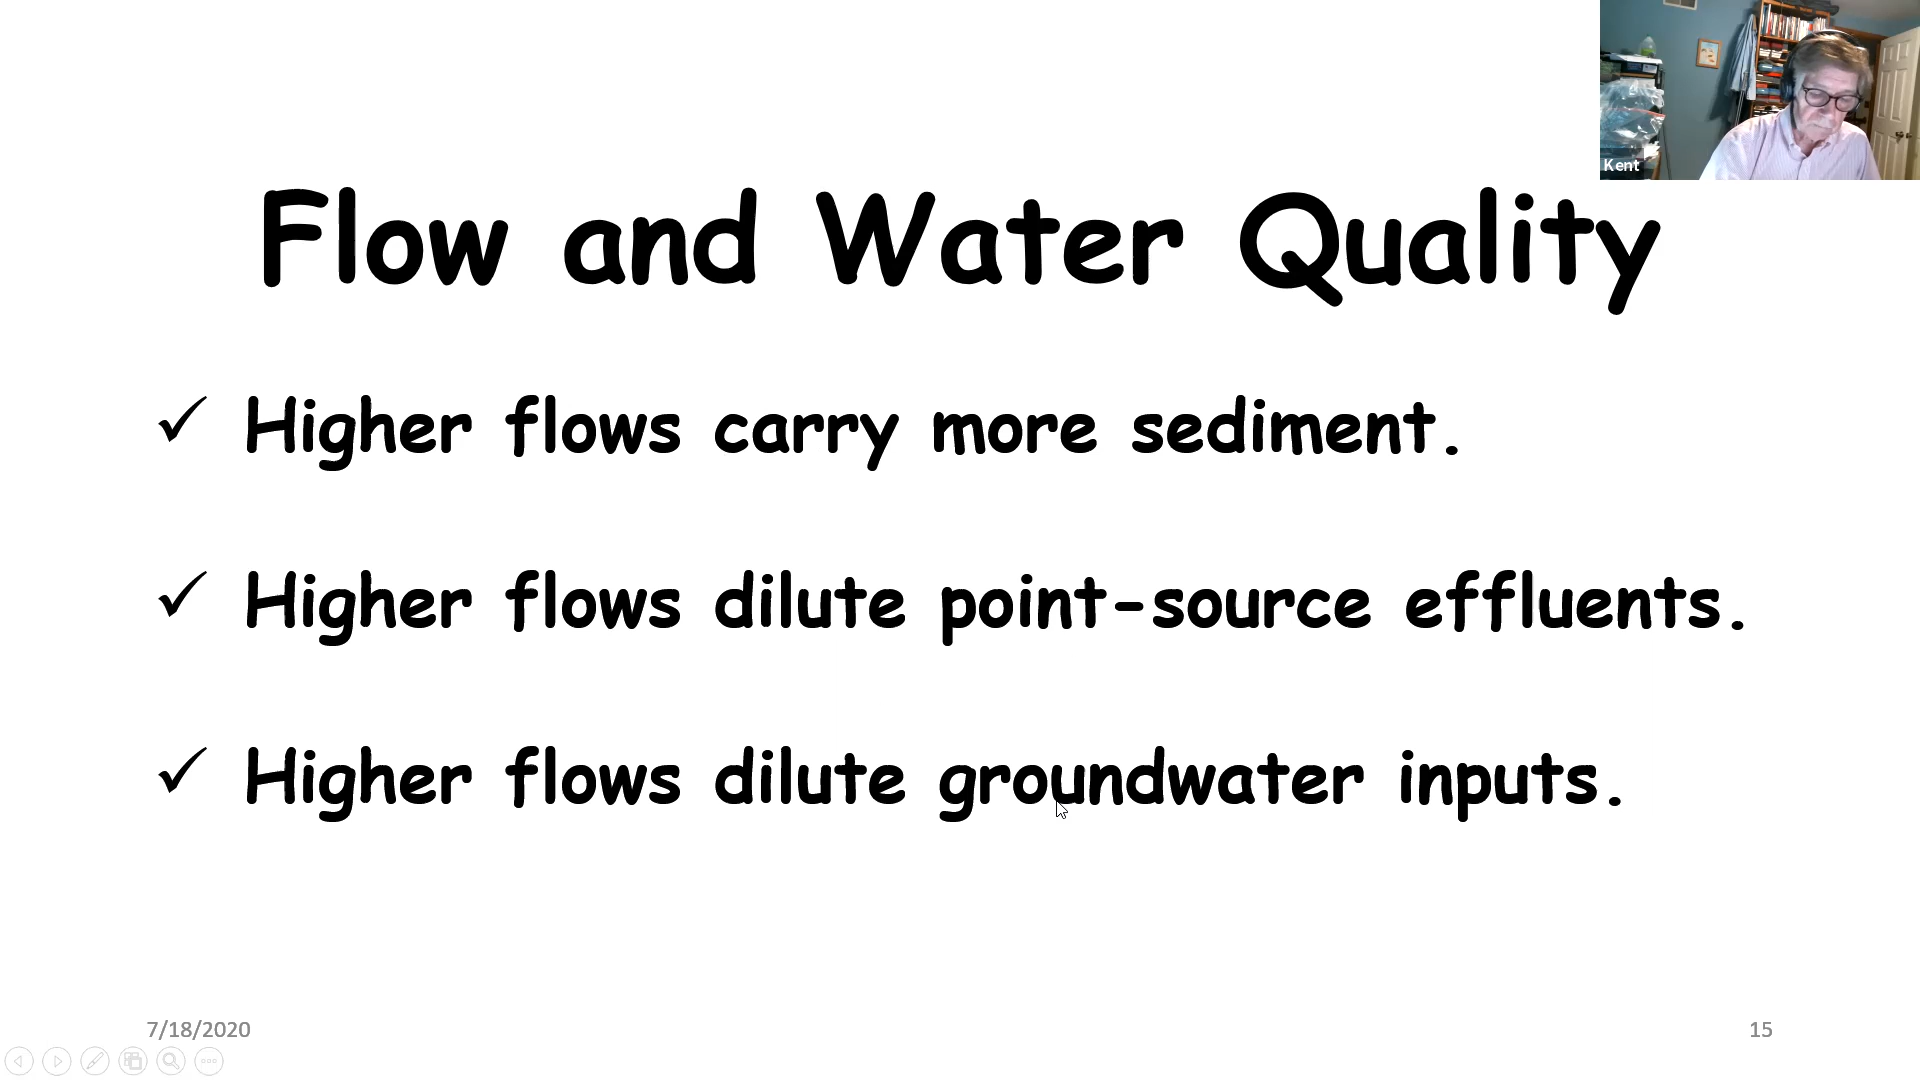 Kent
Flow and Water Quality
✓ Higher flows carry more sediment.
✓ Higher flows dilute point-source effluents.
✓ Higher flows dilute groundwater inputs.
7/18/2020
15